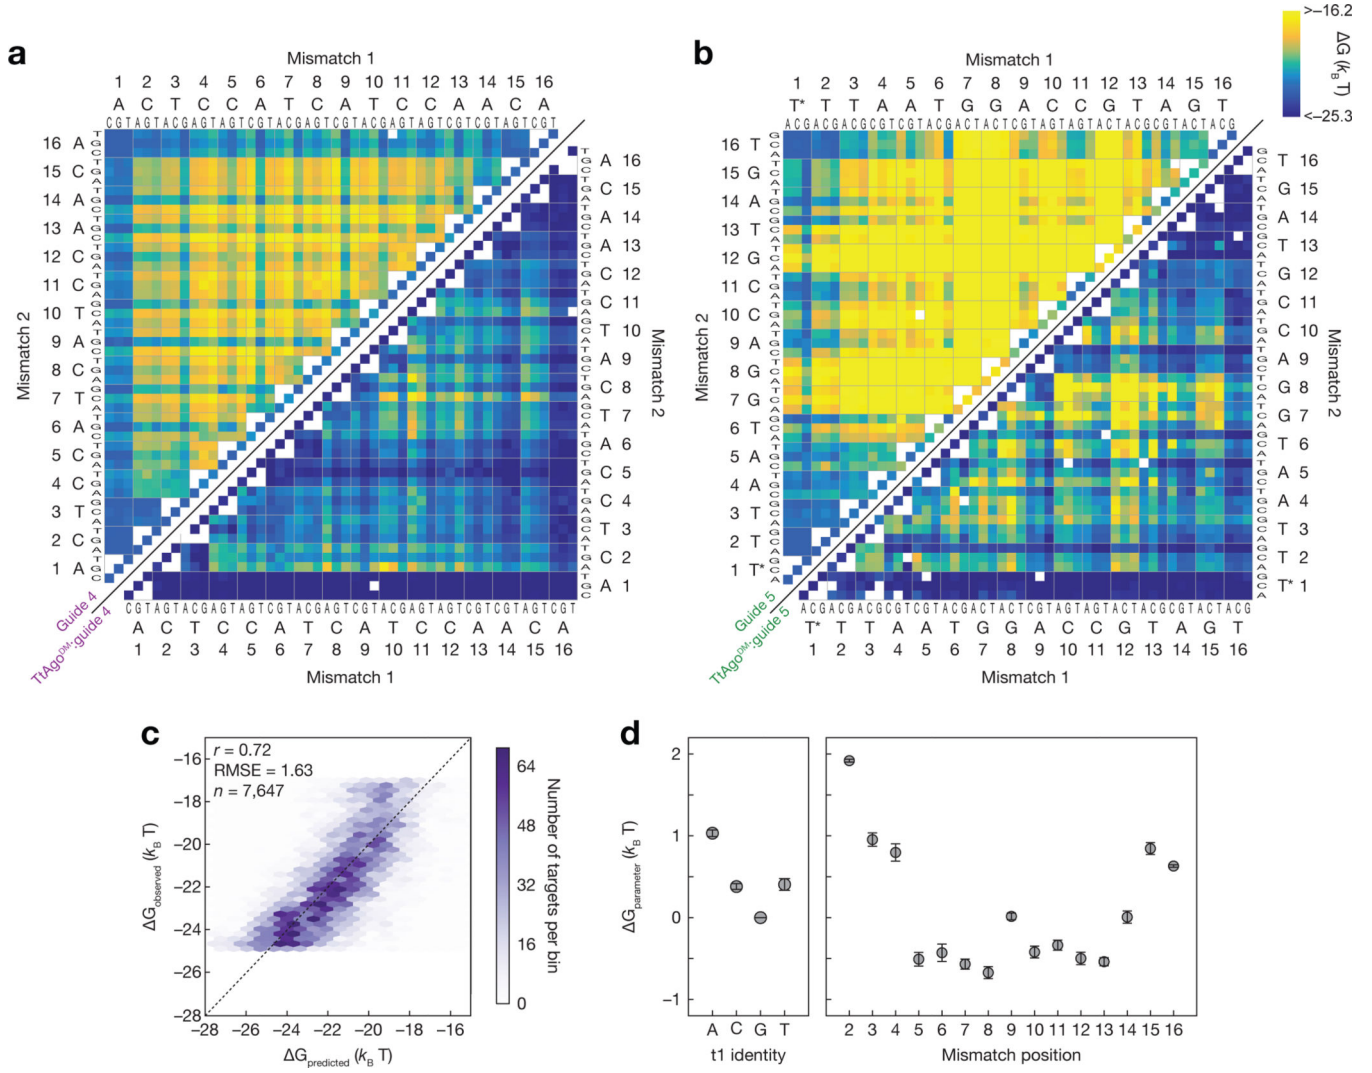 a
Mismatch 1
1 2 3 4 5 6 7 8 9 10 11 12 13 14 15 16
A C T C C A T C A T C C A A C A
16 A
15 C
14 A
13 A
12 C
11 C
10 T
9 A
8 C
7 T
6 A
5 C
4 C
3 T
2 C
1 A
Mismatch 2
A 16
C 15
A 14
A 13
C 12
C 11
T 10
A 9
C 8
T 7
A 6
C 5
C 4
T 3
C 2
A 1
Mismatch 2
Guide 4
TtAgoDM:guide 4
A C T C C A T C A T C C A A C A
1 2 3 4 5 6 7 8 9 10 11 12 13 14 15 16
Mismatch 1
b
Mismatch 1
1 2 3 4 5 6 7 8 9 10 11 12 13 14 15 16
T* T T A A T G G A C C G T A G T
16 T
15 G
14 A
13 T
12 G
11 C
10 C
9 A
8 G
7 G
6 T
5 A
4 A
3 T
2 T
1 T*
Mismatch 2
T 16
G 15
A 14
T 13
G 12
C 11
C 10
A 9
G 8
G 7
T 6
A 5
A 4
T 3
T 2
T* 1
Mismatch 2
Guide 5
TtAgoDM:guide 5
T* T T A A T G G A C C G T A G T
1 2 3 4 5 6 7 8 9 10 11 12 13 14 15 16
Mismatch 1
>−16.2
ΔG (kB T)
<−25.3
c
r = 0.72
RMSE = 1.63
n = 7,647
−16
−18
−20
−22
−24
−26
−28
ΔGobserved (kB T)
−28 −26 −24 −22 −20 −18 −16
ΔGpredicted (kB T)
64
48
32
16
0
Number of targets per bin
d
2
1
0
−1
ΔGparameter (kB T)
A C G T
t1 identity
2 3 4 5 6 7 8 9 10 11 12 13 14 15 16
Mismatch position